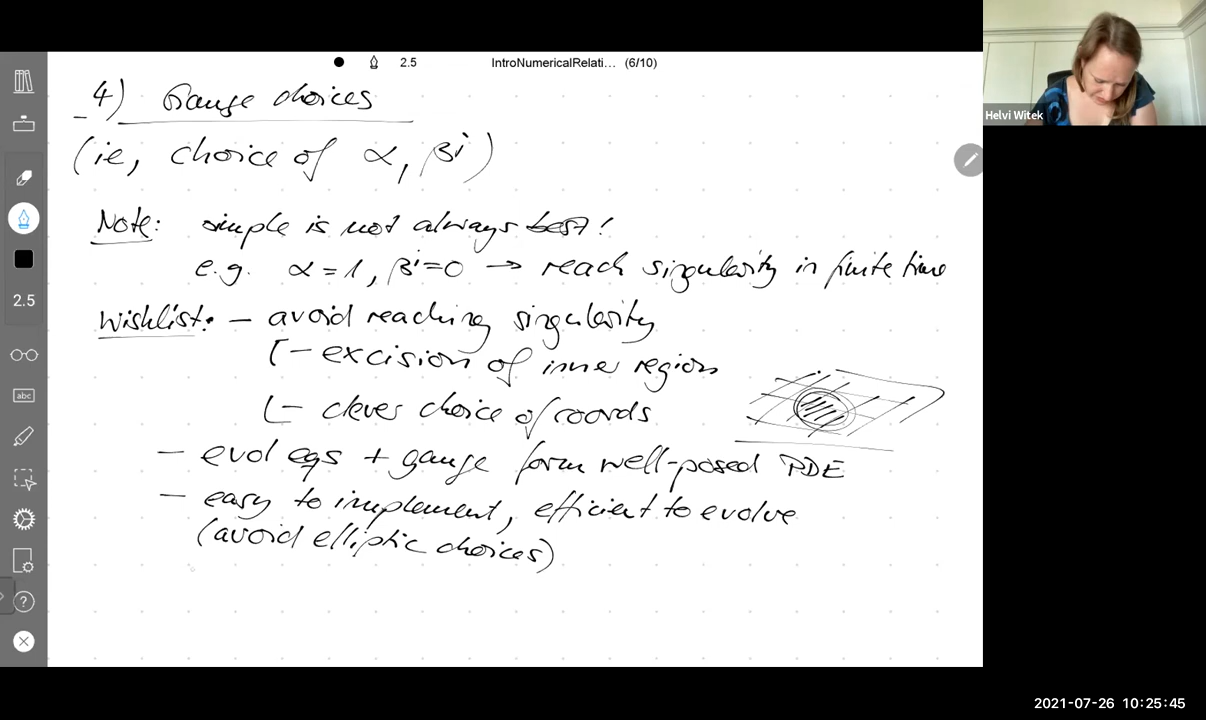 2.5
IntroNumericalRelati... (6/10)
4) Gauge choices
(ie, choice of α, βⁱ)
Note: simple is not always best!
e.g. α = 1, βⁱ = 0 → reach singularity in finite time
Wishlist: – avoid reaching singularity
– excision of inner region
– clever choice of coords
– evol eqs + gauge form well-posed PDE
– easy to implement, efficient to evolve
(avoid elliptic choices)
2.5
abc
Helvi Witek
2021-07-26 10:25:45